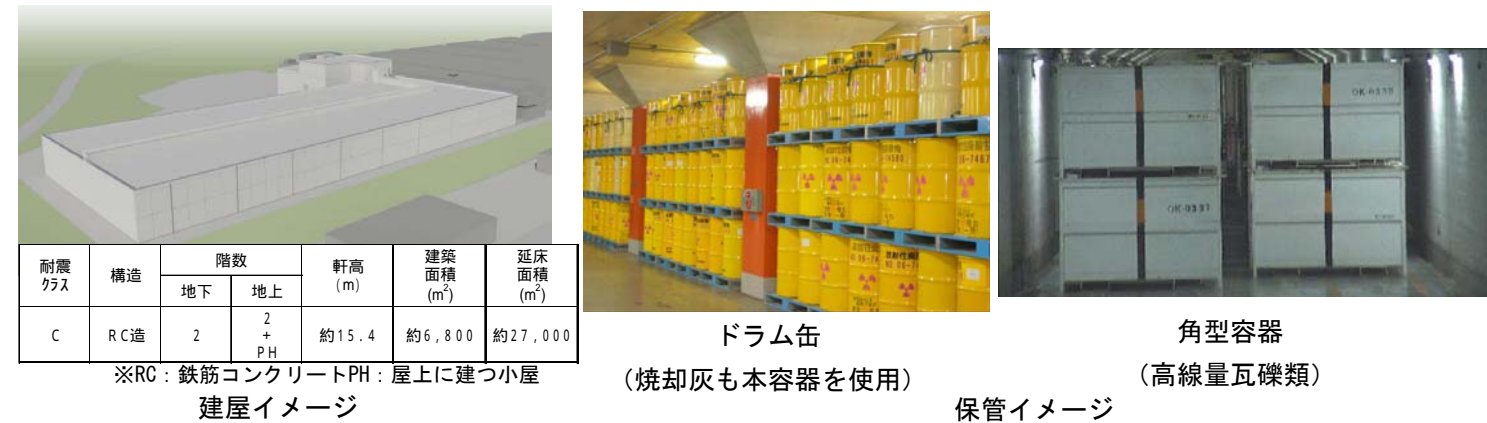 耐震
クラス
構造
階数
地下
地上
軒高
(m)
建築
面積
(m²)
延床
面積
(m²)
C
RC造
2
2
+
PH
約15.4
約6,800
約27,000
※RC：鉄筋コンクリートPH：屋上に建つ小屋
建屋イメージ
ドラム缶
（焼却灰も本容器を使用）
OK-0331
角型容器
（高線量瓦礫類）
保管イメージ